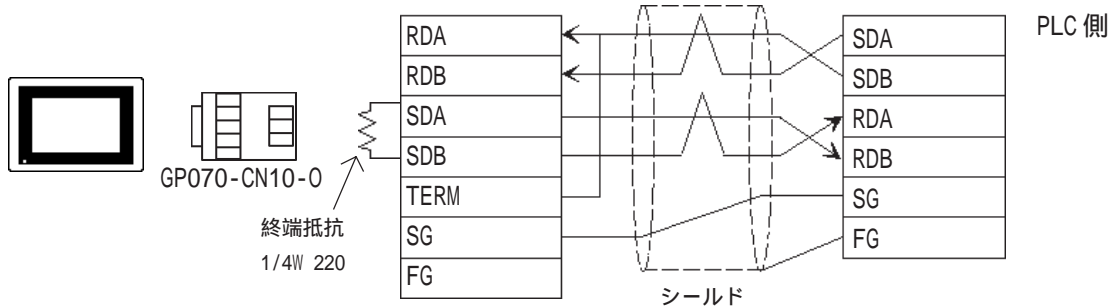 GP070-CN10-O
終端抵抗
1/4W 220
RDA
RDB
SDA
SDB
TERM
SG
FG
シールド
SDA
SDB
RDA
RDB
SG
FG
PLC 側